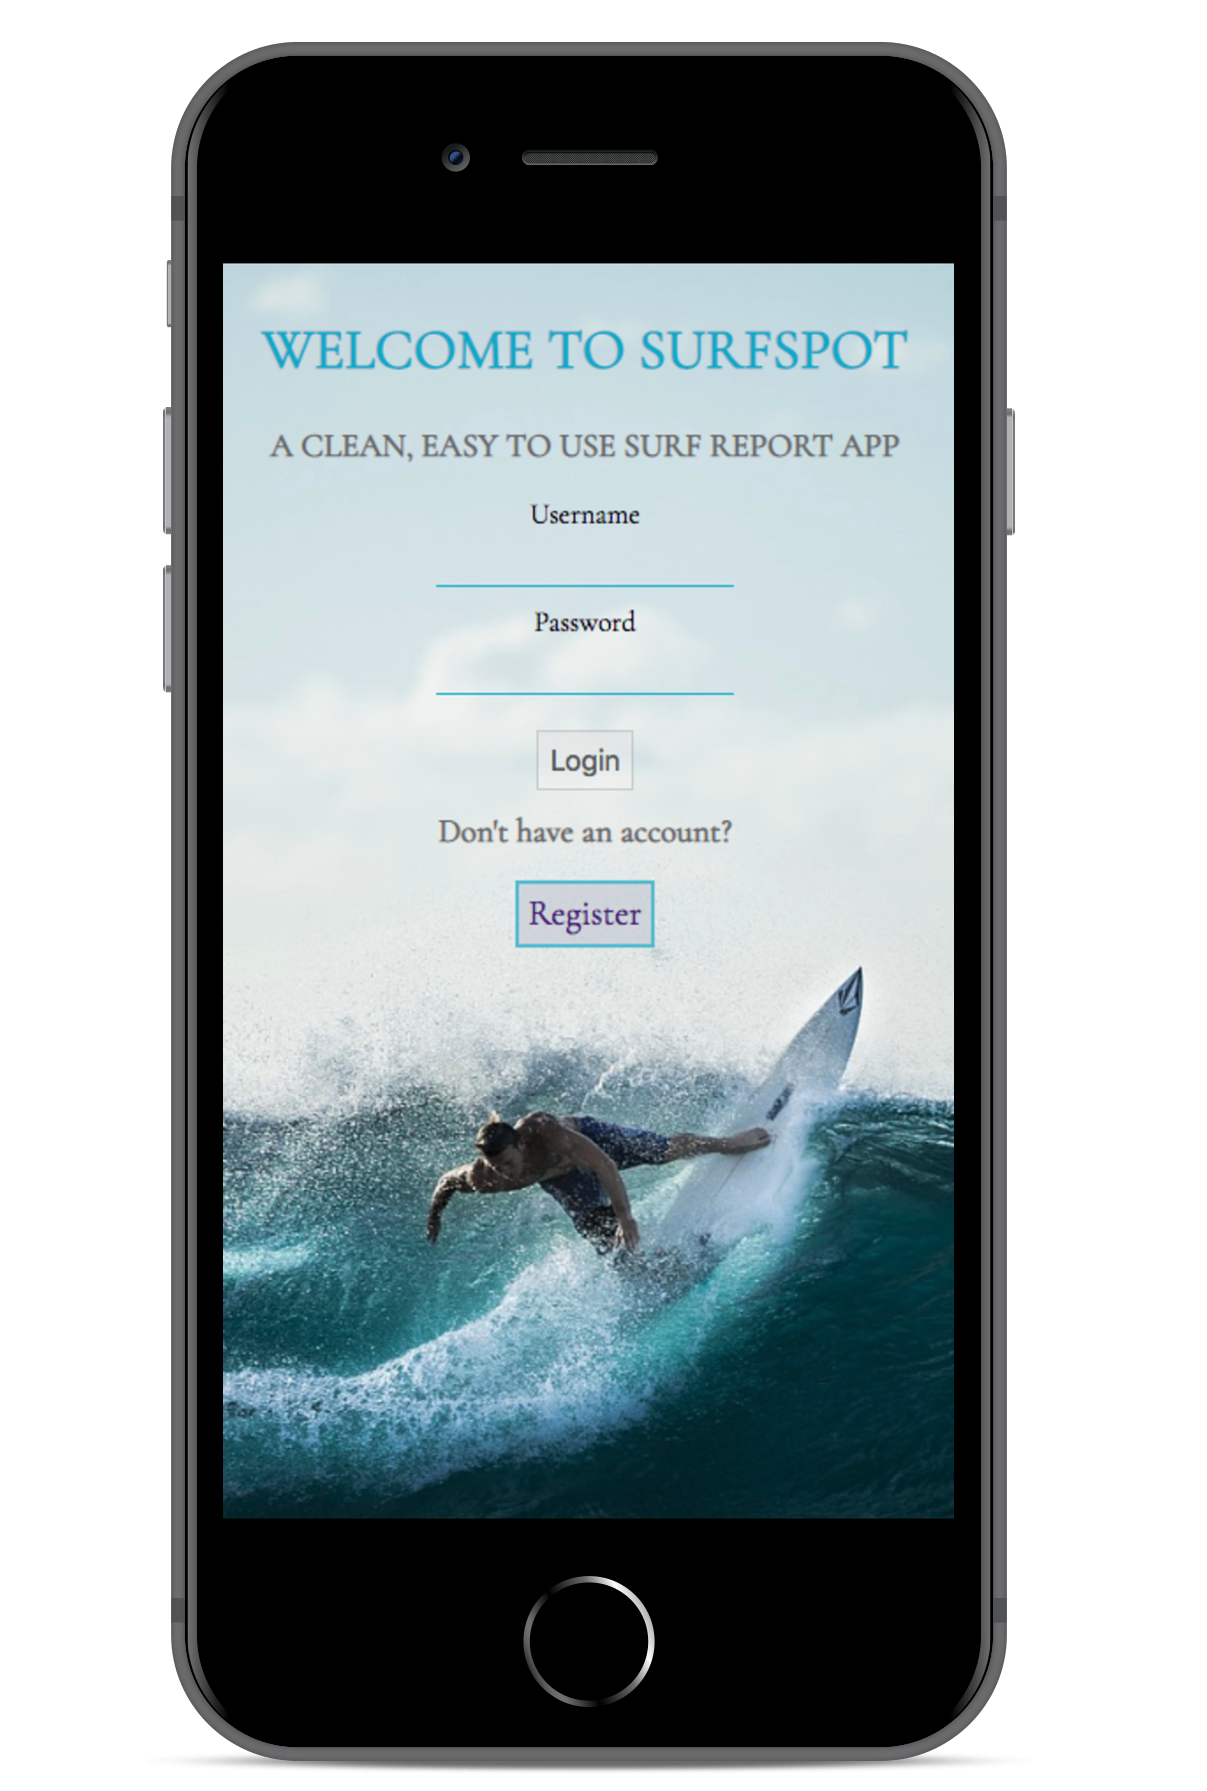 WELCOME TO SURFSPOT
A CLEAN, EASY TO USE SURF REPORT APP
Username
Password
Login
Don't have an account?
Register